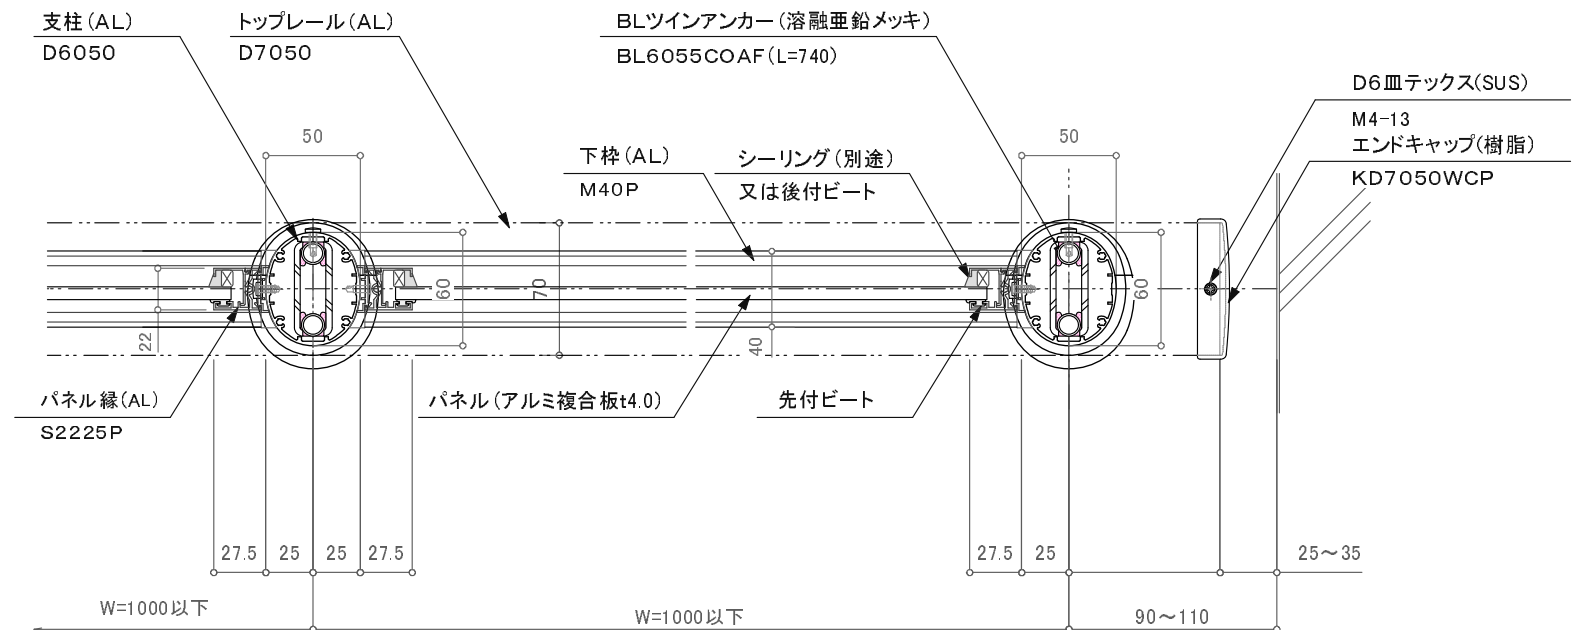 支柱(AL)
D6050
トップレール(AL)
D7050
BLツインアンカー(溶融亜鉛メッキ)
BL6055COAF(L=740)
D6皿テックス(SUS)
M4-13
エンドキャップ(樹脂)
KD7050WCP
50
50
下枠(AL)
M40P
シーリング(別途)
又は後付ビート
22
60
70
40
60
パネル縁(AL)
S2225P
パネル(アルミ複合板t4.0)
先付ビート
27.5
25
25
27.5
27.5
25
25～35
W=1000以下
W=1000以下
90～110